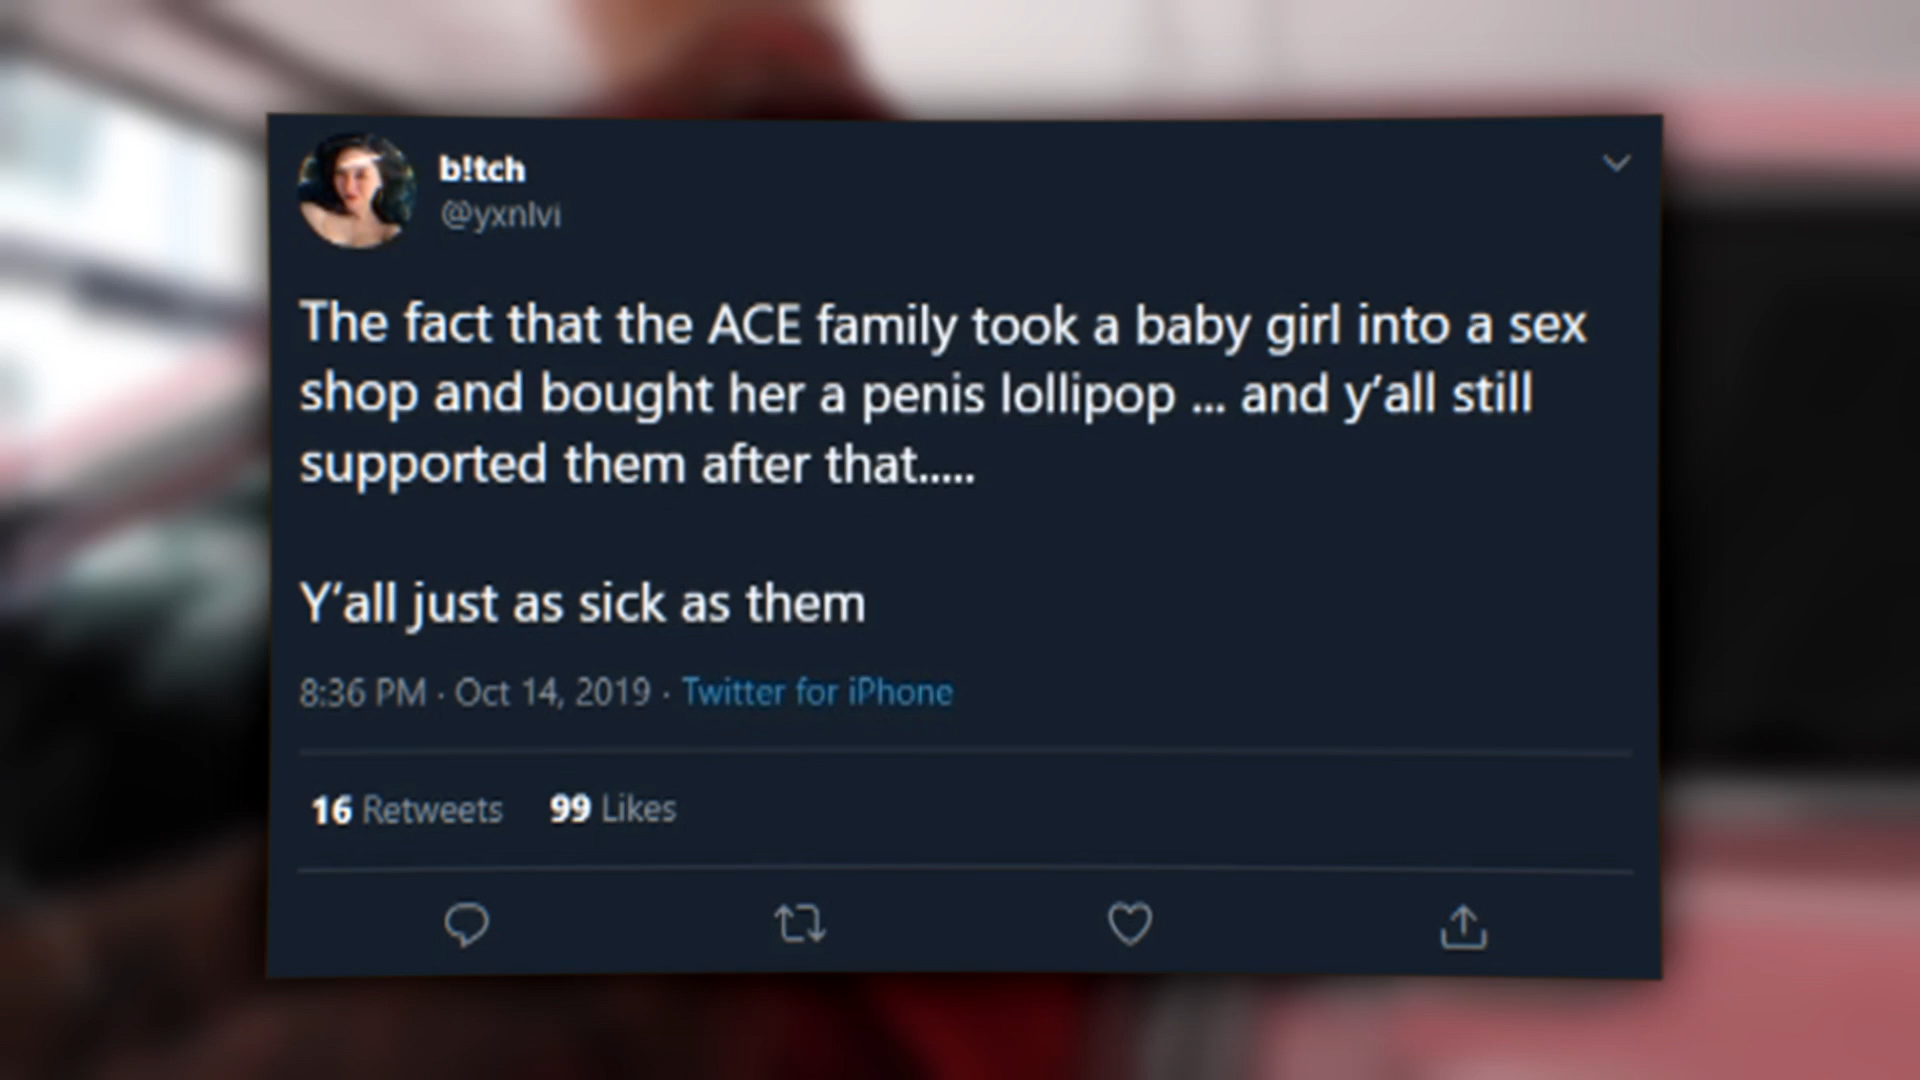 b!tch
@yxnlvi
The fact that the ACE family took a baby girl into a sex
shop and bought her a penis lollipop ... and y’all still
supported them after that.....
Y’all just as sick as them
8:36 PM · Oct 14, 2019 · Twitter for iPhone
16 Retweets 99 Likes